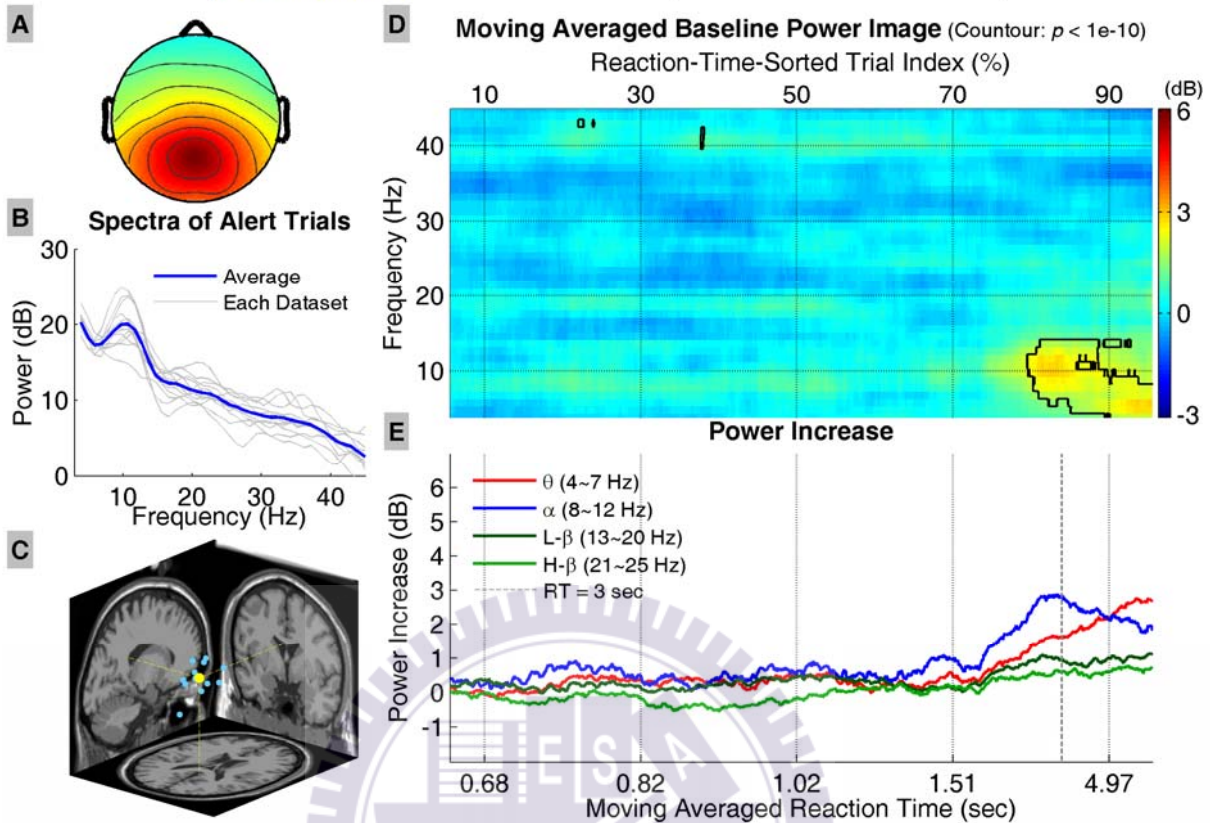 A
B
Spectra of Alert Trials
30
20
10
0
Power (dB)
Average
Each Dataset
10 20 30 40
Frequency (Hz)
C
D
Moving Averaged Baseline Power Image (Countour: p < 1e-10)
Reaction-Time-Sorted Trial Index (%)
10 30 50 70 90
(dB)
40
30
20
10
Frequency (Hz)
6
3
0
-3
E
Power Increase
6
5
4
3
2
1
0
-1
Power Increase (dB)
θ (4~7 Hz)
α (8~12 Hz)
L-β (13~20 Hz)
H-β (21~25 Hz)
RT = 3 sec
E S A
0.68 0.82 1.02 1.51 4.97
Moving Averaged Reaction Time (sec)